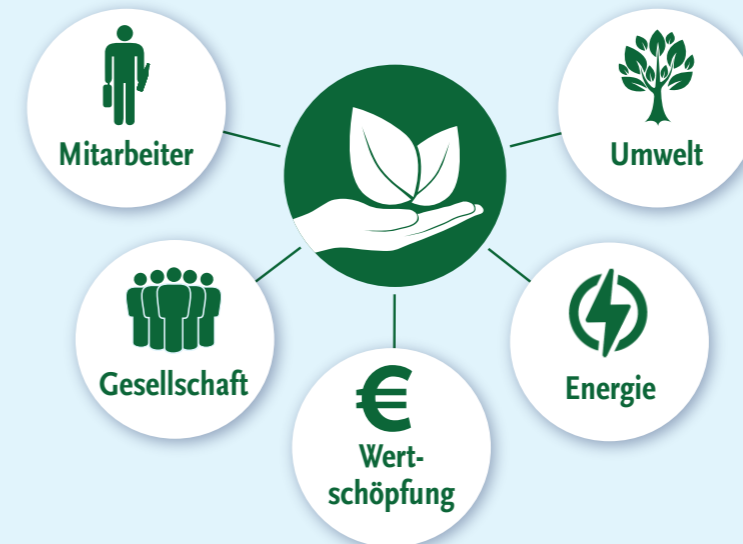 Mitarbeiter
Umwelt
Gesellschaft
Energie
€
Wert-
schöpfung